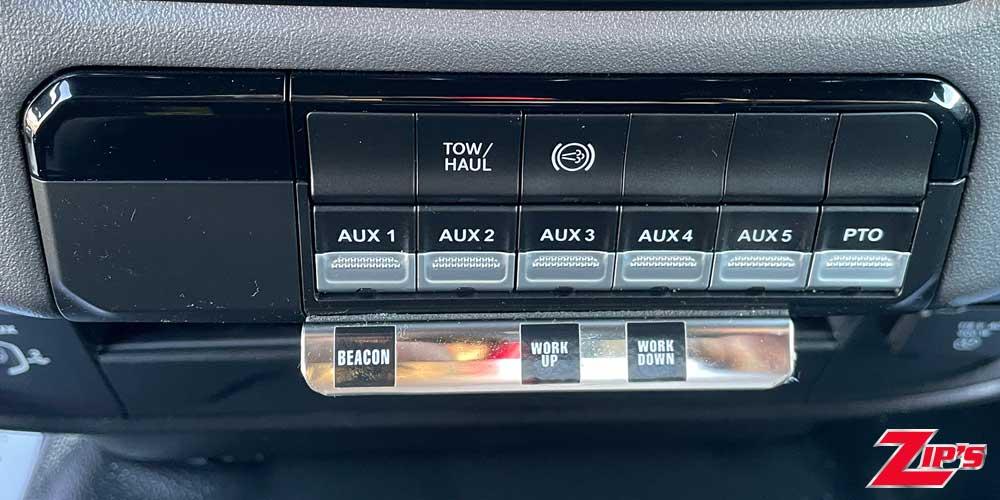 TOW/
HAUL
AUX 1
AUX 2
AUX 3
AUX 4
AUX 5
PTO
BEACON
WORK
UP
WORK
DOWN
ZIP'S